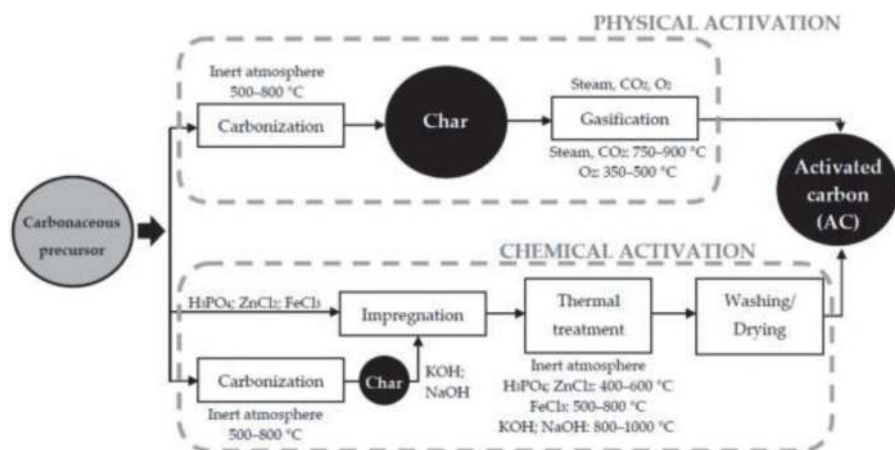 PHYSICAL ACTIVATION
Inert atmosphere
500–800 °C
Carbonization
Char
Steam, CO₂, O₂
Gasification
Steam, CO₂: 750–900 °C
O₂: 350–500 °C
Activated
carbon
(AC)
Carbonaceous
precursor
CHEMICAL ACTIVATION
H₃PO₄; ZnCl₂; FeCl₃
Impregnation
Thermal
treatment
Washing/
Drying
Carbonization
Char
KOH;
NaOH
Inert atmosphere
500–800 °C
Inert atmosphere
H₃PO₄; ZnCl₂: 400–600 °C
FeCl₃: 500–800 °C
KOH; NaOH: 800–1000 °C